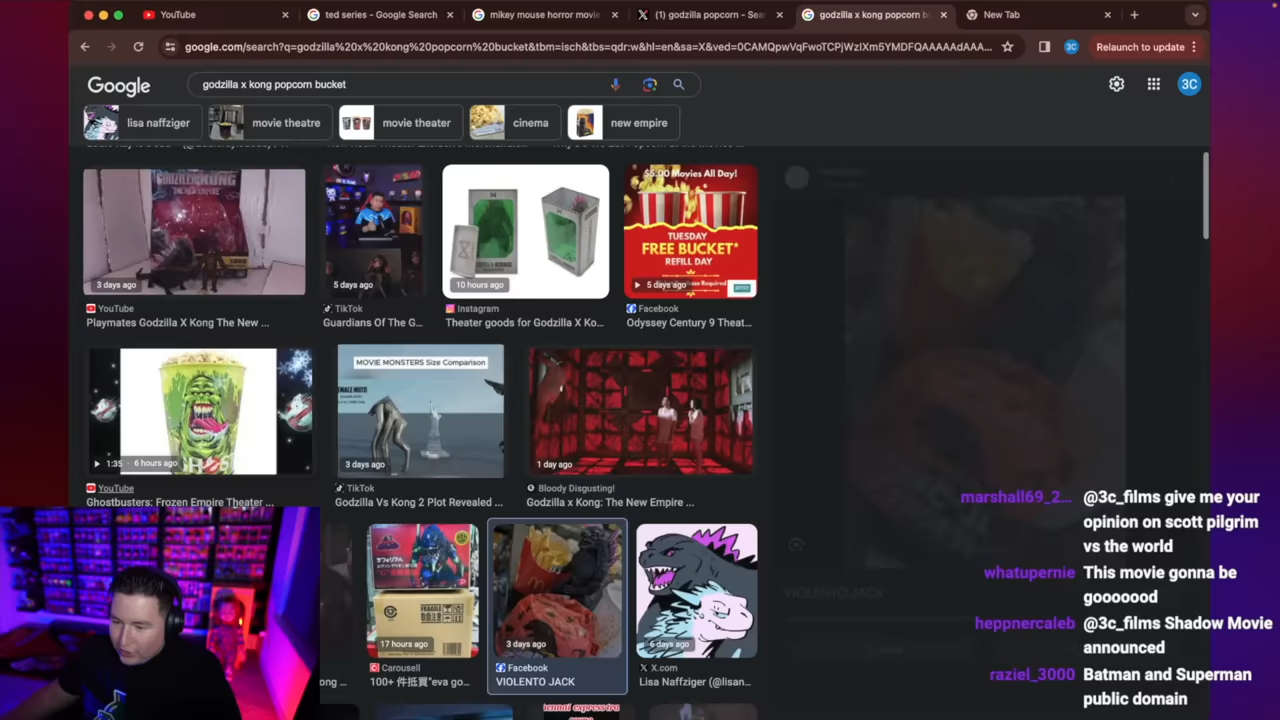 YouTube
ted series - Google Search
mikey mouse horror movie
(1) godzilla popcorn - Sea
godzilla x kong popcorn b
New Tab
google.com/search?q=godzilla%20x%20kong%20popcorn%20bucket&tbm=isch&tbs=qdr:w&hl=en&sa=X&ved=0CAMQpwVqFwoTCPjWzIXm5YMDFQAAAAAdAAA...
3C
Relaunch to update
Google
godzilla x kong popcorn bucket
3C
lisa naffziger
movie theatre
movie theater
cinema
new empire
GODZILLA KONG
3 days ago
5 days ago
10 hours ago
$5.00 Movies All Day!
TUESDAY
FREE BUCKET*
REFILL DAY
5 days ago
YouTube
Playmates Godzilla X Kong The New ...
TikTok
Guardians Of The G...
Instagram
Theater goods for Godzilla X Ko...
Facebook
Odyssey Century 9 Theat...
MOVIE MONSTERS Size Comparison
1:35 · 6 hours ago
3 days ago
1 day ago
YouTube
Ghostbusters: Frozen Empire Theater ...
TikTok
Godzilla Vs Kong 2 Plot Revealed ...
Bloody Disgusting!
Godzilla x Kong: The New Empire ...
17 hours ago
3 days ago
6 days ago
ong ...
Carousell
100+ 件抵買"eva go...
Facebook
VIOLENTO JACK
X.com
Lisa Naffziger (@lisan...
VIOLENTO JACK
marshall69_2... @3c_films give me your
opinion on scott pilgrim
vs the world
whatupernie This movie gonna be
gooooood
heppnercaleb @3c_films Shadow Movie
announced
raziel_3000 Batman and Superman
public domain